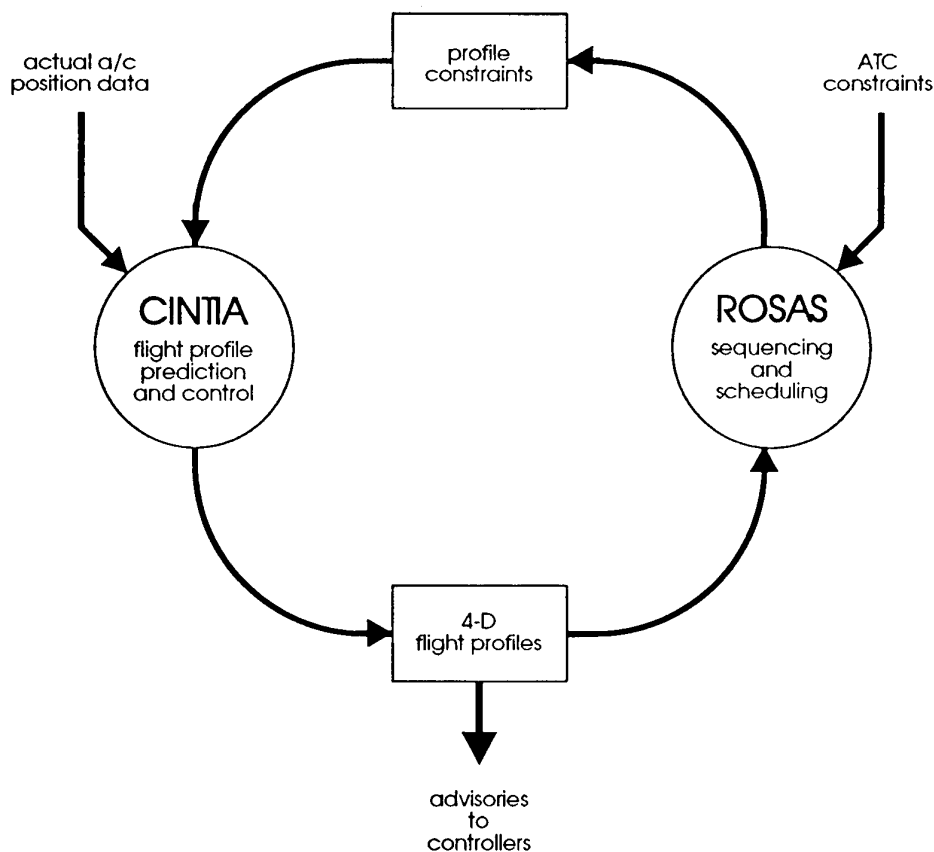 actual a/c
position data
profile
constraints
ATC
constraints
CINTIA
flight profile
prediction
and control
ROSAS
sequencing
and
scheduling
4-D
flight profiles
advisories
to
controllers